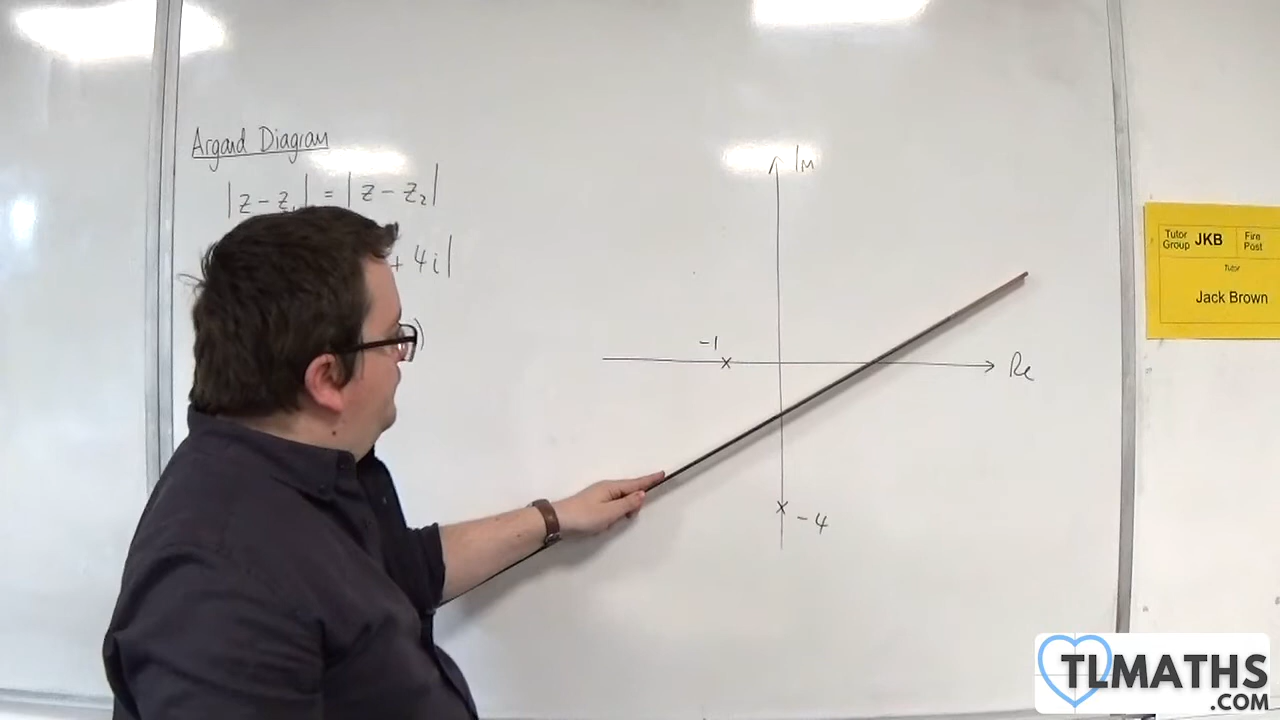 Argand Diagram
|z - z₁| = |z - z₂|
+ 4i|
)
Im
-1
Re
-4
Tutor Group JKB Fire Post
Tutor
Jack Brown
TLMATHS
.COM